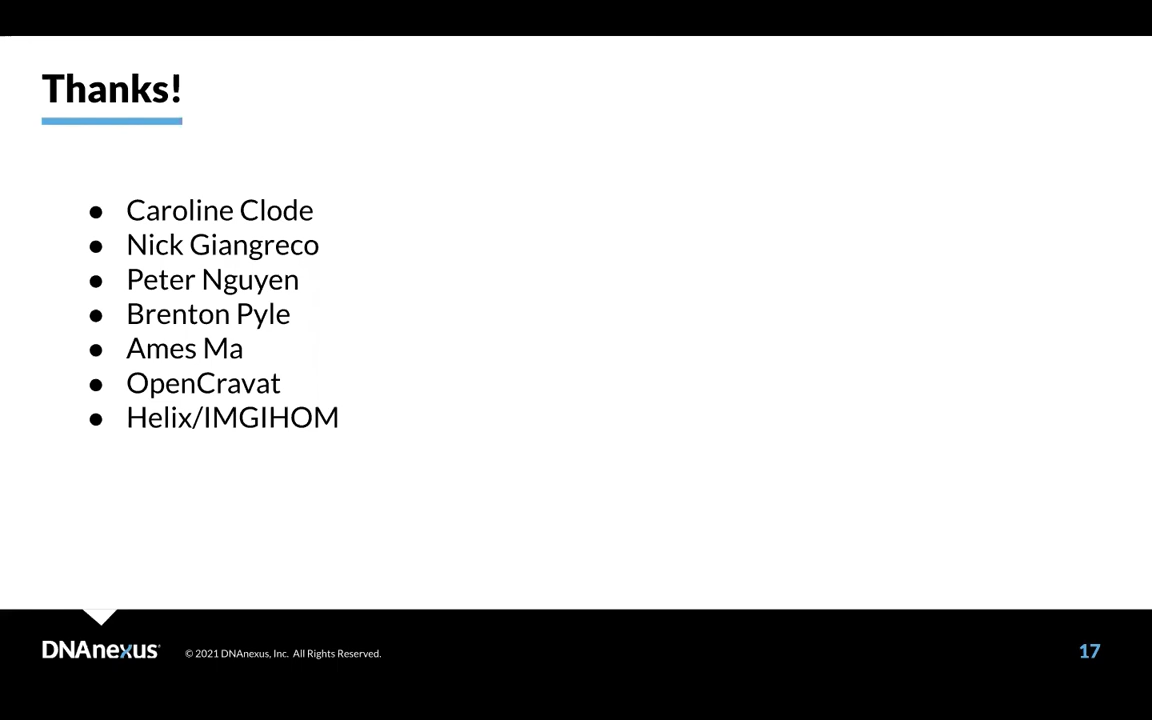 Thanks!
● Caroline Clode
● Nick Giangreco
● Peter Nguyen
● Brenton Pyle
● Ames Ma
● OpenCravat
● Helix/IMGIHOM
DNAnexus © 2021 DNAnexus, Inc. All Rights Reserved. 17